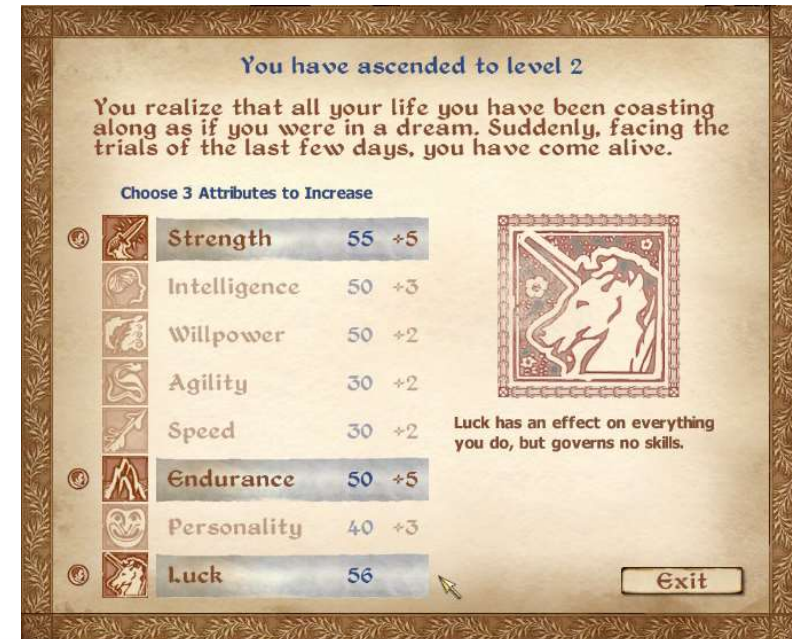 You have ascended to level 2
You realize that all your life you have been coasting
along as if you were in a dream. Suddenly, facing the
trials of the last few days, you have come alive.
Choose 3 Attributes to Increase
Strength 55 +5
Intelligence 50 +3
Willpower 50 +2
Agility 30 +2
Speed 30 +2
Endurance 50 +5
Personality 40 +3
Luck 56
Luck has an effect on everything
you do, but governs no skills.
Exit